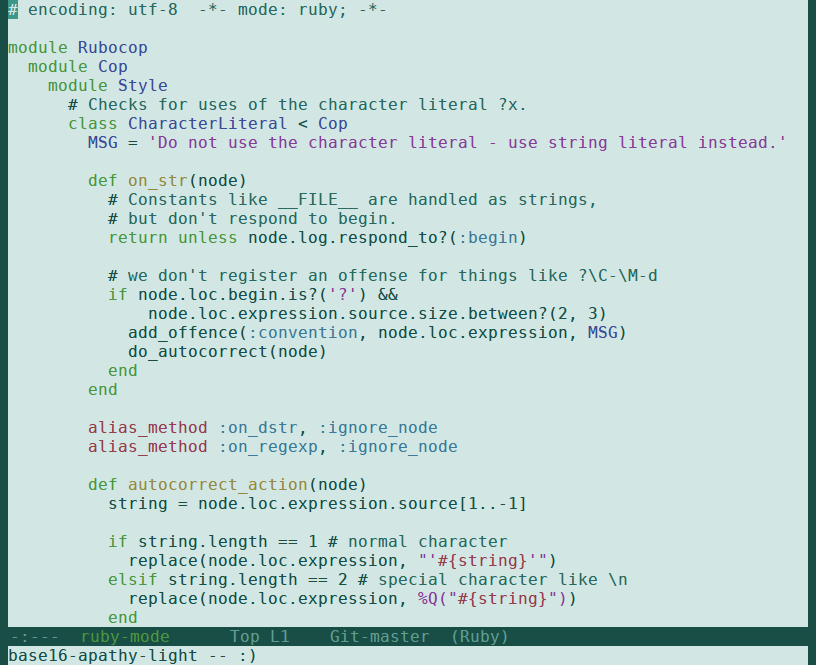 # encoding: utf-8  -*- mode: ruby; -*-

module Rubocop
  module Cop
    module Style
      # Checks for uses of the character literal ?x.
      class CharacterLiteral < Cop
        MSG = 'Do not use the character literal - use string literal instead.'

        def on_str(node)
          # Constants like __FILE__ are handled as strings,
          # but don't respond to begin.
          return unless node.log.respond_to?(:begin)

          # we don't register an offense for things like ?\C-\M-d
          if node.loc.begin.is?('?') &&
              node.loc.expression.source.size.between?(2, 3)
            add_offence(:convention, node.loc.expression, MSG)
            do_autocorrect(node)
          end
        end

        alias_method :on_dstr, :ignore_node
        alias_method :on_regexp, :ignore_node

        def autocorrect_action(node)
          string = node.loc.expression.source[1..-1]

          if string.length == 1 # normal character
            replace(node.loc.expression, "'#{string}'")
          elsif string.length == 2 # special character like \n
            replace(node.loc.expression, %Q("#{string}"))
          end
-:---  ruby-mode      Top L1    Git-master  (Ruby)
base16-apathy-light -- :)